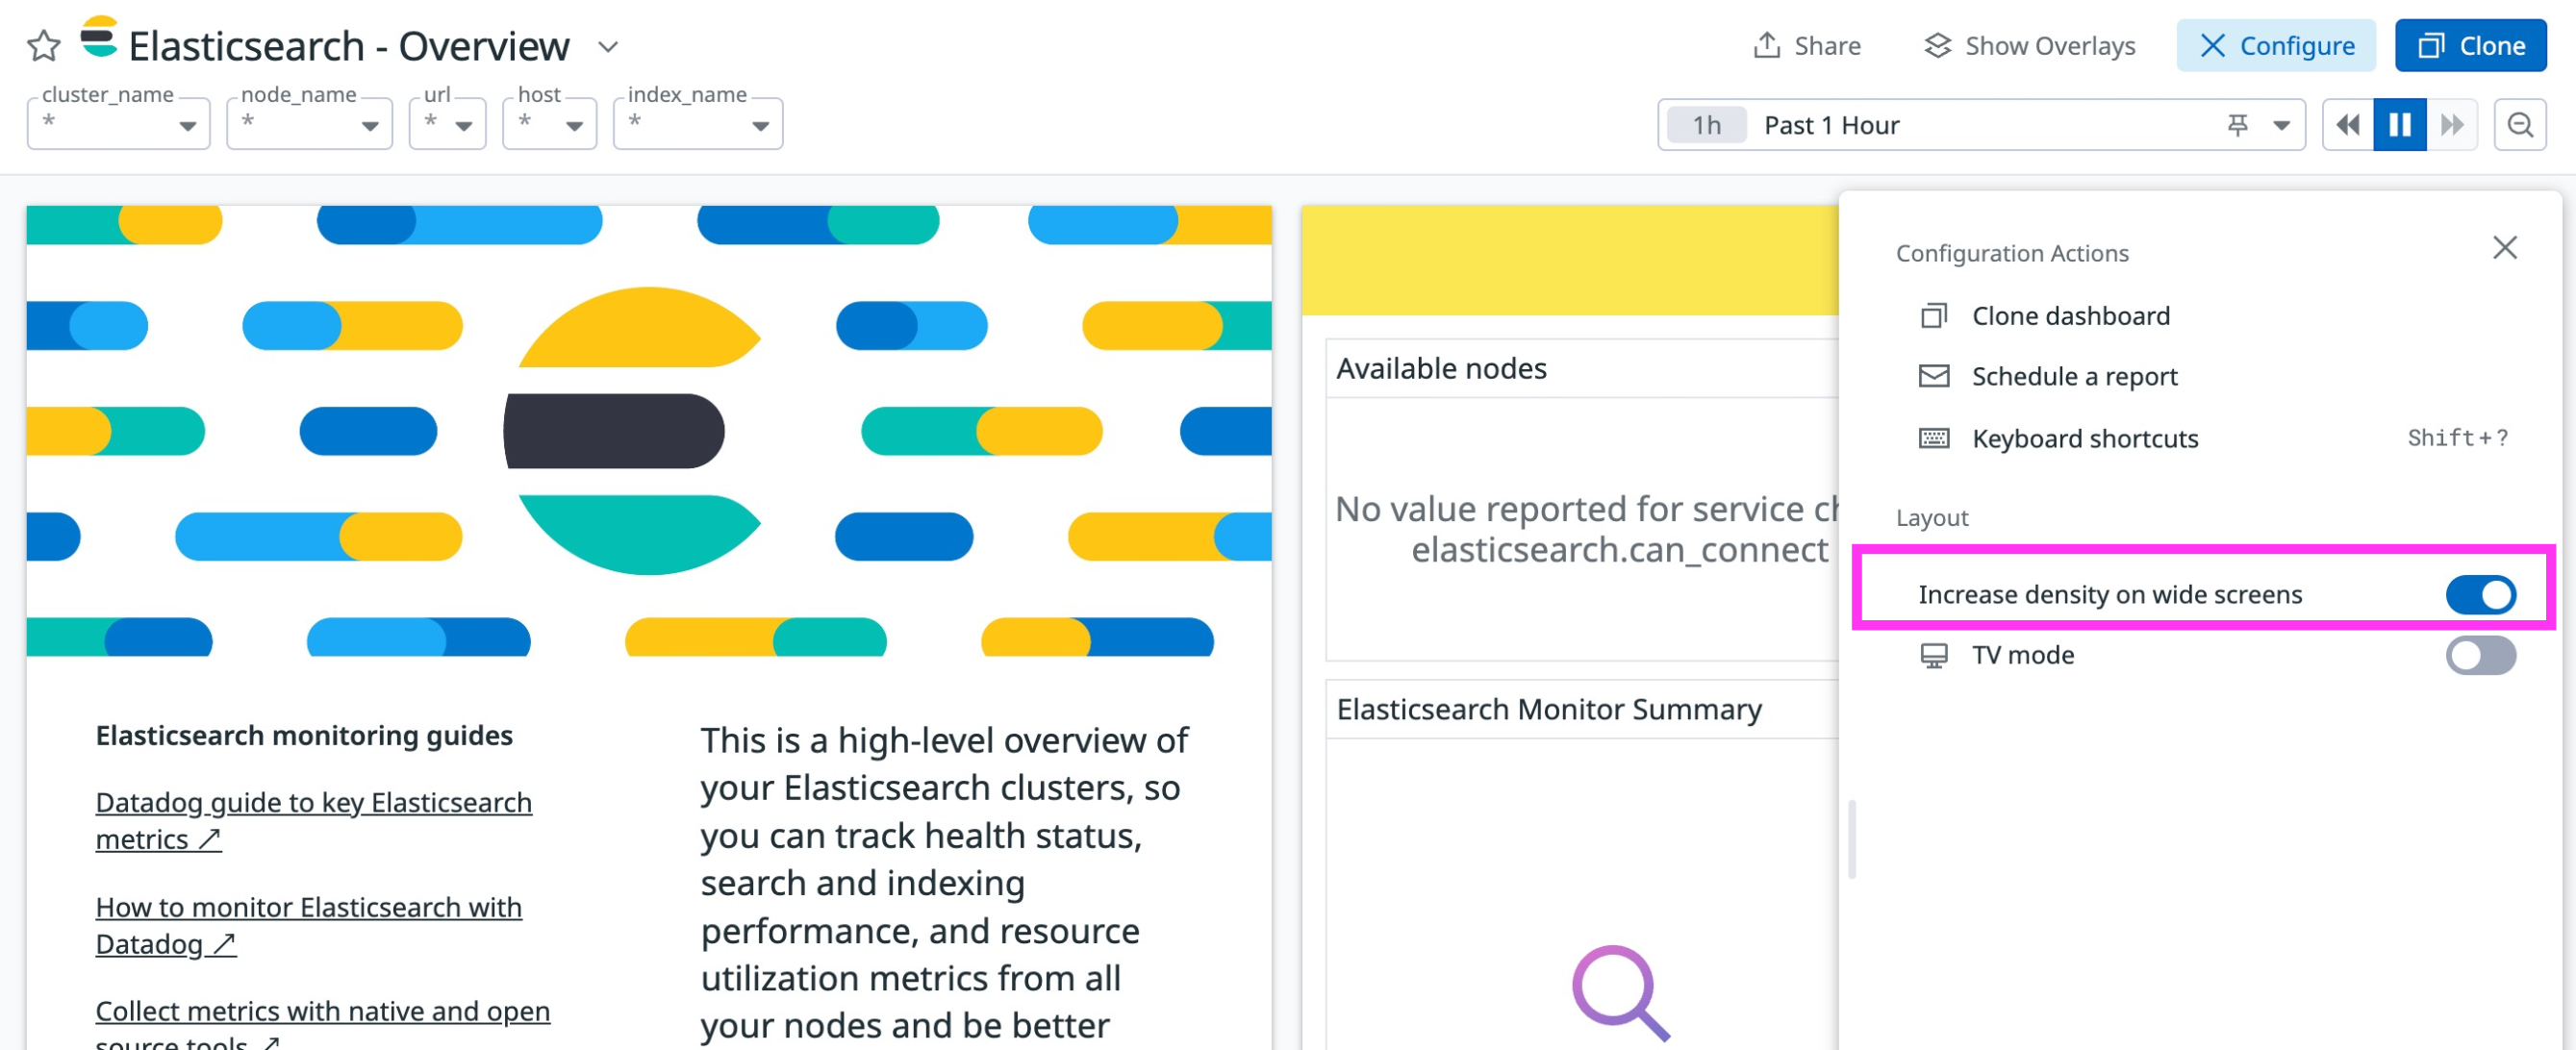 Elasticsearch - Overview
Share
Show Overlays
Configure
Clone
cluster_name
*
node_name
*
url
*
host
*
index_name
*
1h
Past 1 Hour
Configuration Actions
Clone dashboard
Schedule a report
Keyboard shortcuts
Shift+?
Layout
Increase density on wide screens
TV mode
Available nodes
No value reported for service
elasticsearch.can_connect
Elasticsearch Monitor Summary
Elasticsearch monitoring guides
Datadog guide to key Elasticsearch
metrics ↗
How to monitor Elasticsearch with
Datadog ↗
Collect metrics with native and open
source tools ↗
This is a high-level overview of
your Elasticsearch clusters, so
you can track health status,
search and indexing
performance, and resource
utilization metrics from all
your nodes and be better